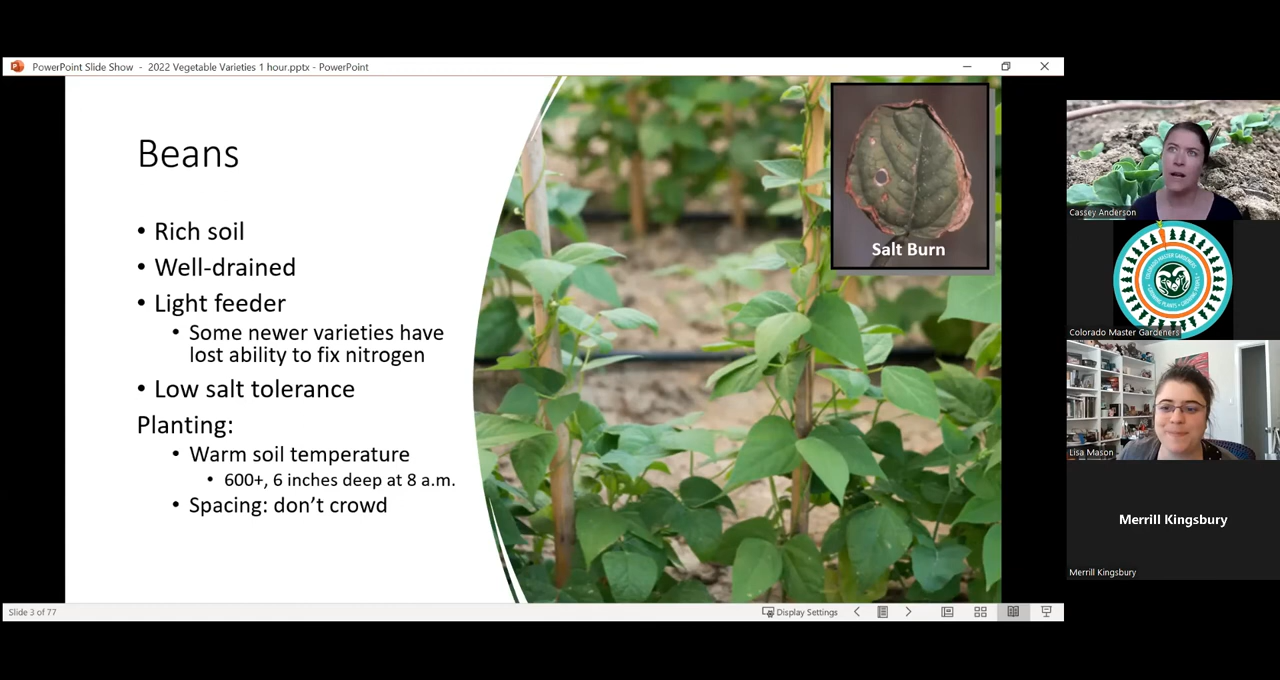 PowerPoint Slide Show - 2022 Vegetable Varieties 1 hour.pptx - PowerPoint
Beans
• Rich soil
• Well-drained
• Light feeder
• Some newer varieties have
lost ability to fix nitrogen
• Low salt tolerance
Planting:
• Warm soil temperature
• 600+, 6 inches deep at 8 a.m.
• Spacing: don't crowd
Salt Burn
Slide 3 of 77
Display Settings
Cassey Anderson
COLORADO MASTER GARDENERS
Colorado Master Gardeners
Lisa Mason
Merrill Kingsbury
Merrill Kingsbury